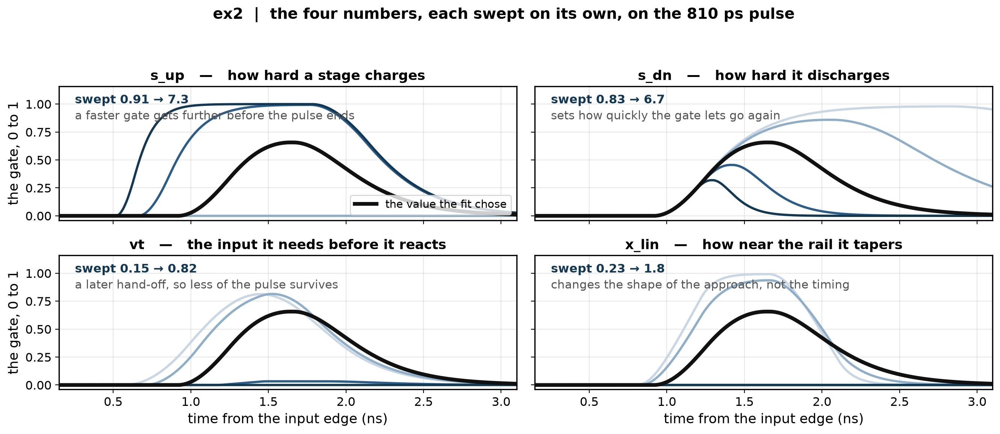 ex2  |  the four numbers, each swept on its own, on the 810 ps pulse
s_up — how hard a stage charges
swept 0.91 → 7.3
a faster gate gets further before the pulse ends
the gate, 0 to 1
1.00
0.75
0.50
0.25
0.00
the value the fit chose
s_dn — how hard it discharges
swept 0.83 → 6.7
sets how quickly the gate lets go again
vt — the input it needs before it reacts
swept 0.15 → 0.82
a later hand-off, so less of the pulse survives
the gate, 0 to 1
1.00
0.75
0.50
0.25
0.00
0.5 1.0 1.5 2.0 2.5 3.0
time from the input edge (ns)
x_lin — how near the rail it tapers
swept 0.23 → 1.8
changes the shape of the approach, not the timing
0.5 1.0 1.5 2.0 2.5 3.0
time from the input edge (ns)